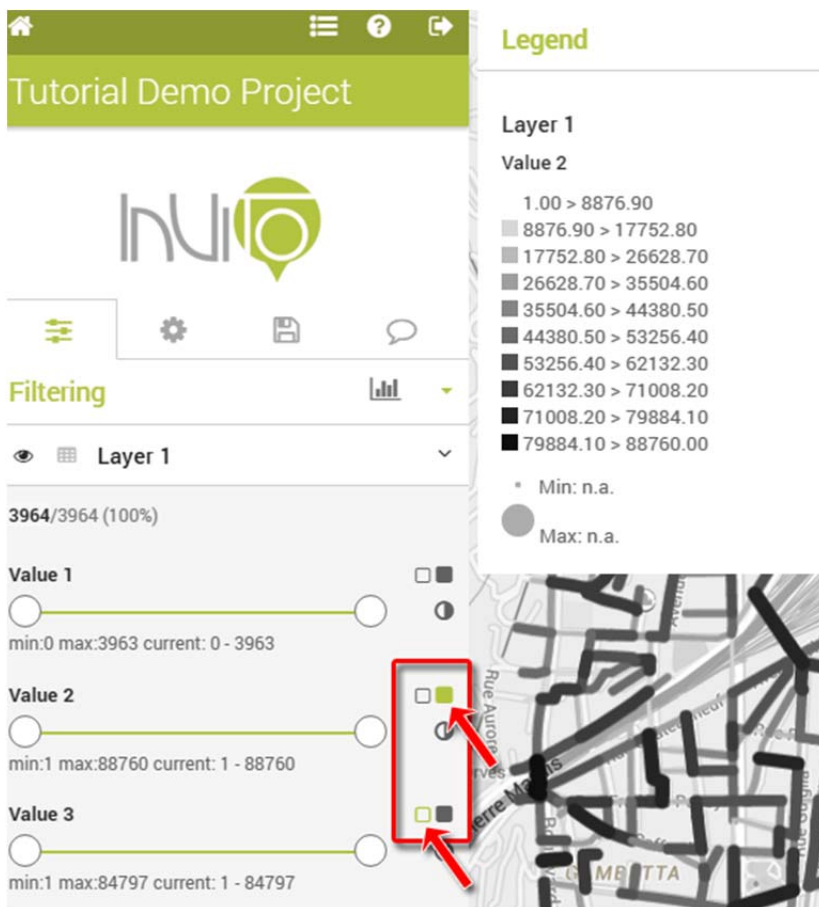 Tutorial Demo Project
InViTo
Filtering
Layer 1
3964/3964 (100%)
Value 1
min:0 max:3963 current: 0 - 3963
Value 2
min:1 max:88760 current: 1 - 88760
Value 3
min:1 max:84797 current: 1 - 84797
Legend
Layer 1
Value 2
1.00 > 8876.90
8876.90 > 17752.80
17752.80 > 26628.70
26628.70 > 35504.60
35504.60 > 44380.50
44380.50 > 53256.40
53256.40 > 62132.30
62132.30 > 71008.20
71008.20 > 79884.10
79884.10 > 88760.00
Min: n.a.
Max: n.a.
Avenue
Rue Aurore